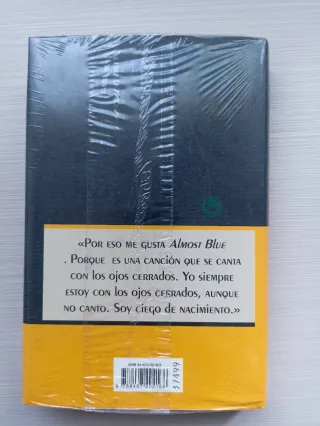 «Por eso me gusta Almost Blue
. Porque es una canción que se canta
con los ojos cerrados. Yo siempre
estoy con los ojos cerrados, aunque
no canto. Soy ciego de nacimiento.»
57499